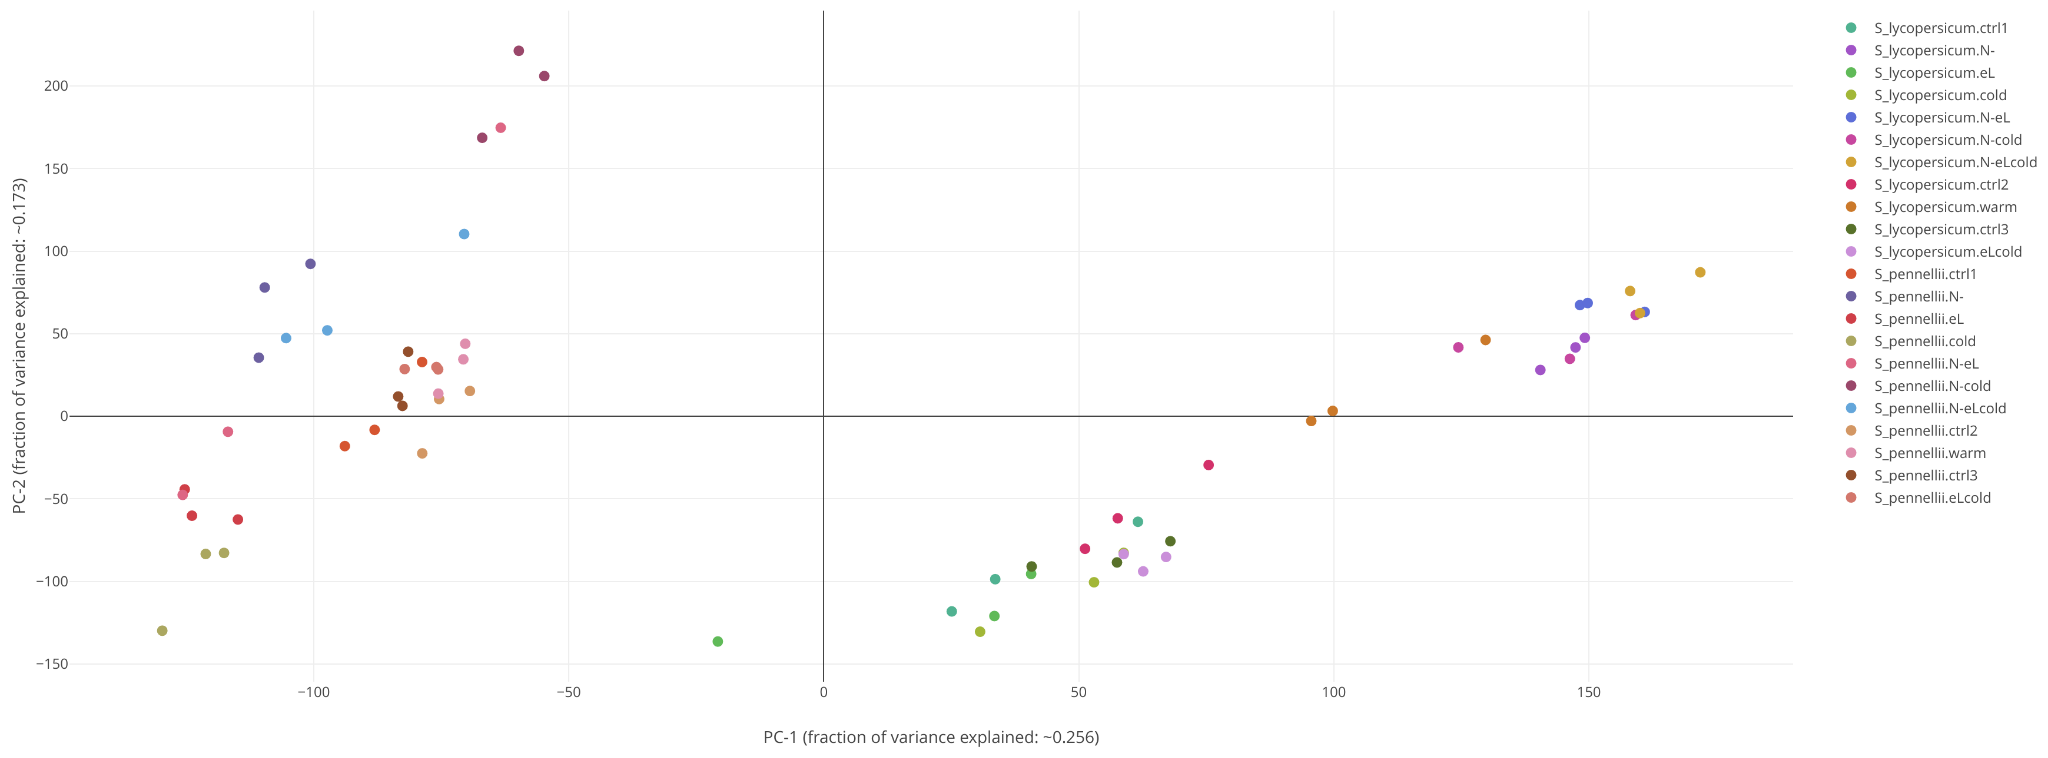 PC-2 (fraction of variance explained: ~0.173)
200
150
100
50
0
−50
−100
−150
−100
−50
0
50
100
150
PC-1 (fraction of variance explained: ~0.256)
S_lycopersicum.ctrl1
S_lycopersicum.N-
S_lycopersicum.eL
S_lycopersicum.cold
S_lycopersicum.N-eL
S_lycopersicum.N-cold
S_lycopersicum.N-eLcold
S_lycopersicum.ctrl2
S_lycopersicum.warm
S_lycopersicum.ctrl3
S_lycopersicum.eLcold
S_pennellii.ctrl1
S_pennellii.N-
S_pennellii.eL
S_pennellii.cold
S_pennellii.N-eL
S_pennellii.N-cold
S_pennellii.N-eLcold
S_pennellii.ctrl2
S_pennellii.warm
S_pennellii.ctrl3
S_pennellii.eLcold